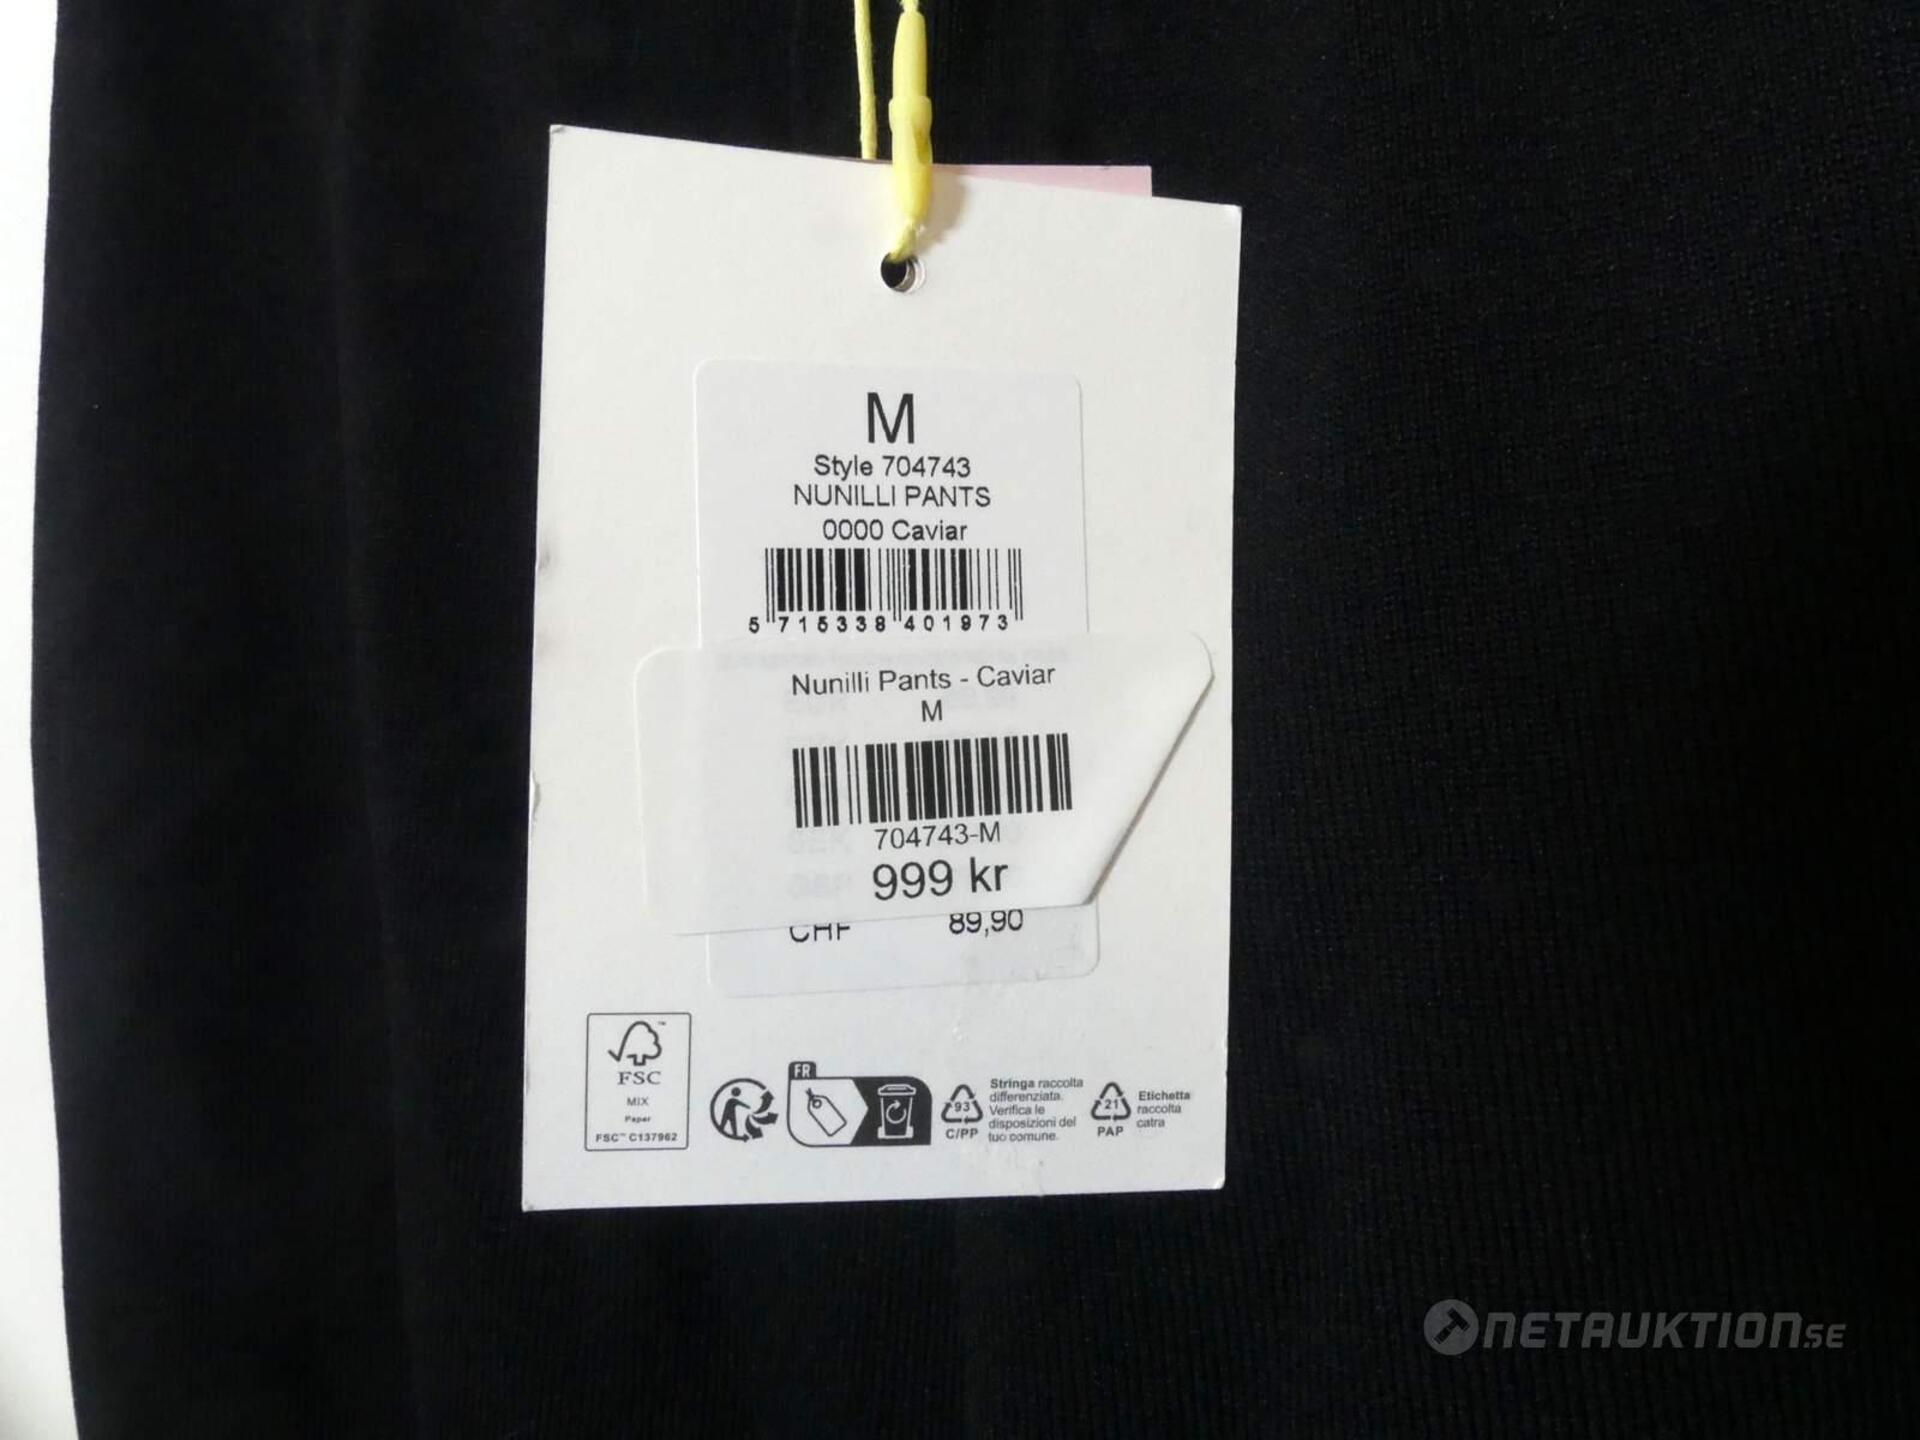 M
Style 704743
NUNILLI PANTS
0000 Caviar
5 715338 401973
Nunilli Pants - Caviar
M
704743-M
999 kr
CHF 89,90
FSC™
MIX
Paper
FSC™ C137962
FR
93
C/PP
Stringa raccolta
differenziata.
Verifica le
disposizioni del
tuo comune.
21
PAP
Etichetta
raccolta
catra
NETAUKTION.SE